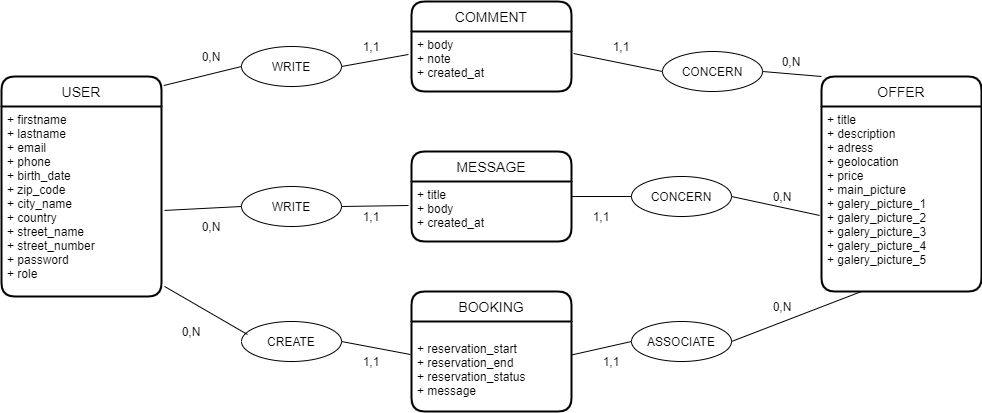 COMMENT
+ body
+ note
+ created_at
0,N
WRITE
1,1
1,1
CONCERN
0,N
USER
+ firstname
+ lastname
+ email
+ phone
+ birth_date
+ zip_code
+ city_name
+ country
+ street_name
+ street_number
+ password
+ role
OFFER
+ title
+ description
+ adress
+ geolocation
+ price
+ main_picture
+ galery_picture_1
+ galery_picture_2
+ galery_picture_3
+ galery_picture_4
+ galery_picture_5
MESSAGE
+ title
+ body
+ created_at
0,N
WRITE
1,1
1,1
CONCERN
0,N
BOOKING
+ reservation_start
+ reservation_end
+ reservation_status
+ message
0,N
CREATE
1,1
1,1
ASSOCIATE
0,N